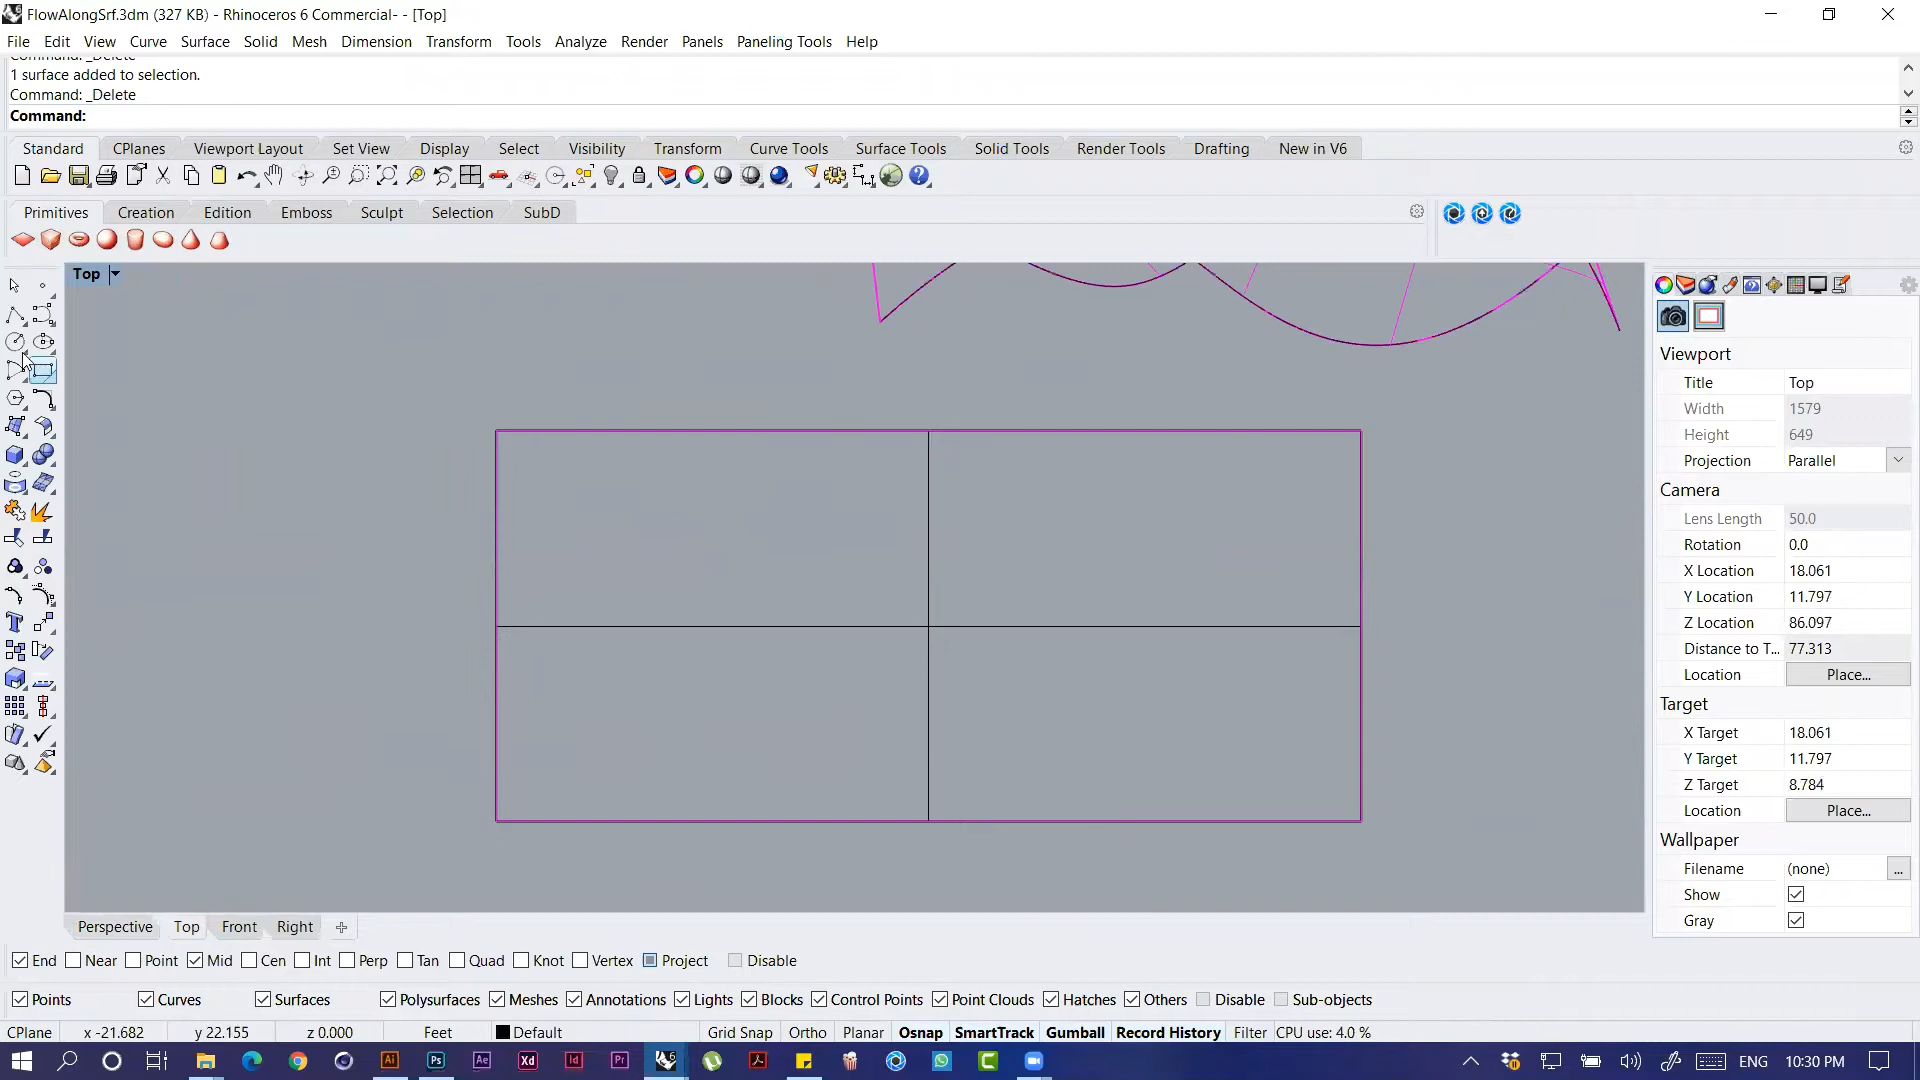 FlowAlongSrf.3dm (327 KB) - Rhinoceros 6 Commercial- - [Top]
File Edit View Curve Surface Solid Mesh Dimension Transform Tools Analyze Render Panels Paneling Tools Help
Command: _Delete
1 surface added to selection.
Command: _Delete
Command:
Standard CPlanes Viewport Layout Set View Display Select Visibility Transform Curve Tools Surface Tools Solid Tools Render Tools Drafting New in V6
Primitives Creation Edition Emboss Sculpt Selection SubD
Top
Viewport
Title Top
Width 1579
Height 649
Projection Parallel
Camera
Lens Length 50.0
Rotation 0.0
X Location 18.061
Y Location 11.797
Z Location 86.097
Distance to T... 77.313
Location Place...
Target
X Target 18.061
Y Target 11.797
Z Target 8.784
Location Place...
Wallpaper
Filename (none) ...
Show
Gray
Perspective Top Front Right
End Near Point Mid Cen Int Perp Tan Quad Knot Vertex Project Disable
Points Curves Surfaces Polysurfaces Meshes Annotations Lights Blocks Control Points Point Clouds Hatches Others Disable Sub-objects
CPlane x -21.682 y 22.155 z 0.000 Feet Default Grid Snap Ortho Planar Osnap SmartTrack Gumball Record History Filter CPU use: 4.0 %
Ai Ps Ae Xd Id Pr ENG 10:30 PM